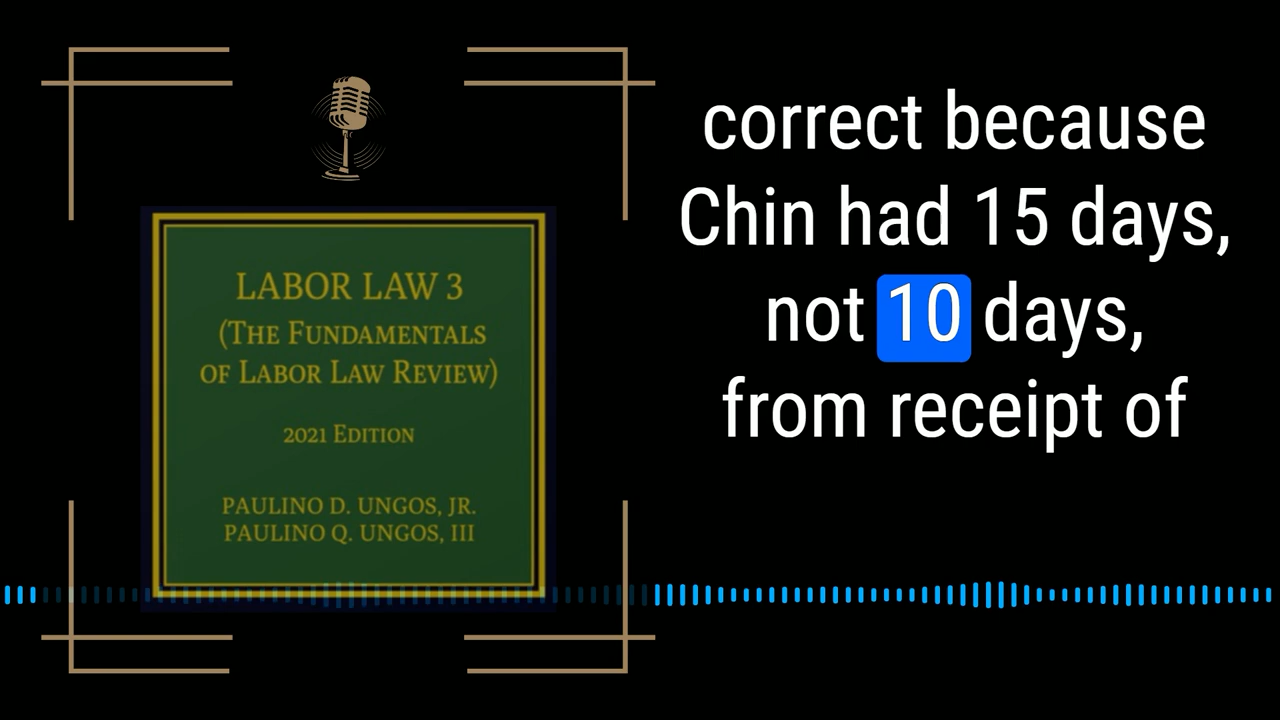 LABOR LAW 3
(THE FUNDAMENTALS
OF LABOR LAW REVIEW)
2021 EDITION
PAULINO D. UNGOS, JR.
PAULINO Q. UNGOS, III
correct because
Chin had 15 days,
not 10 days,
from receipt of